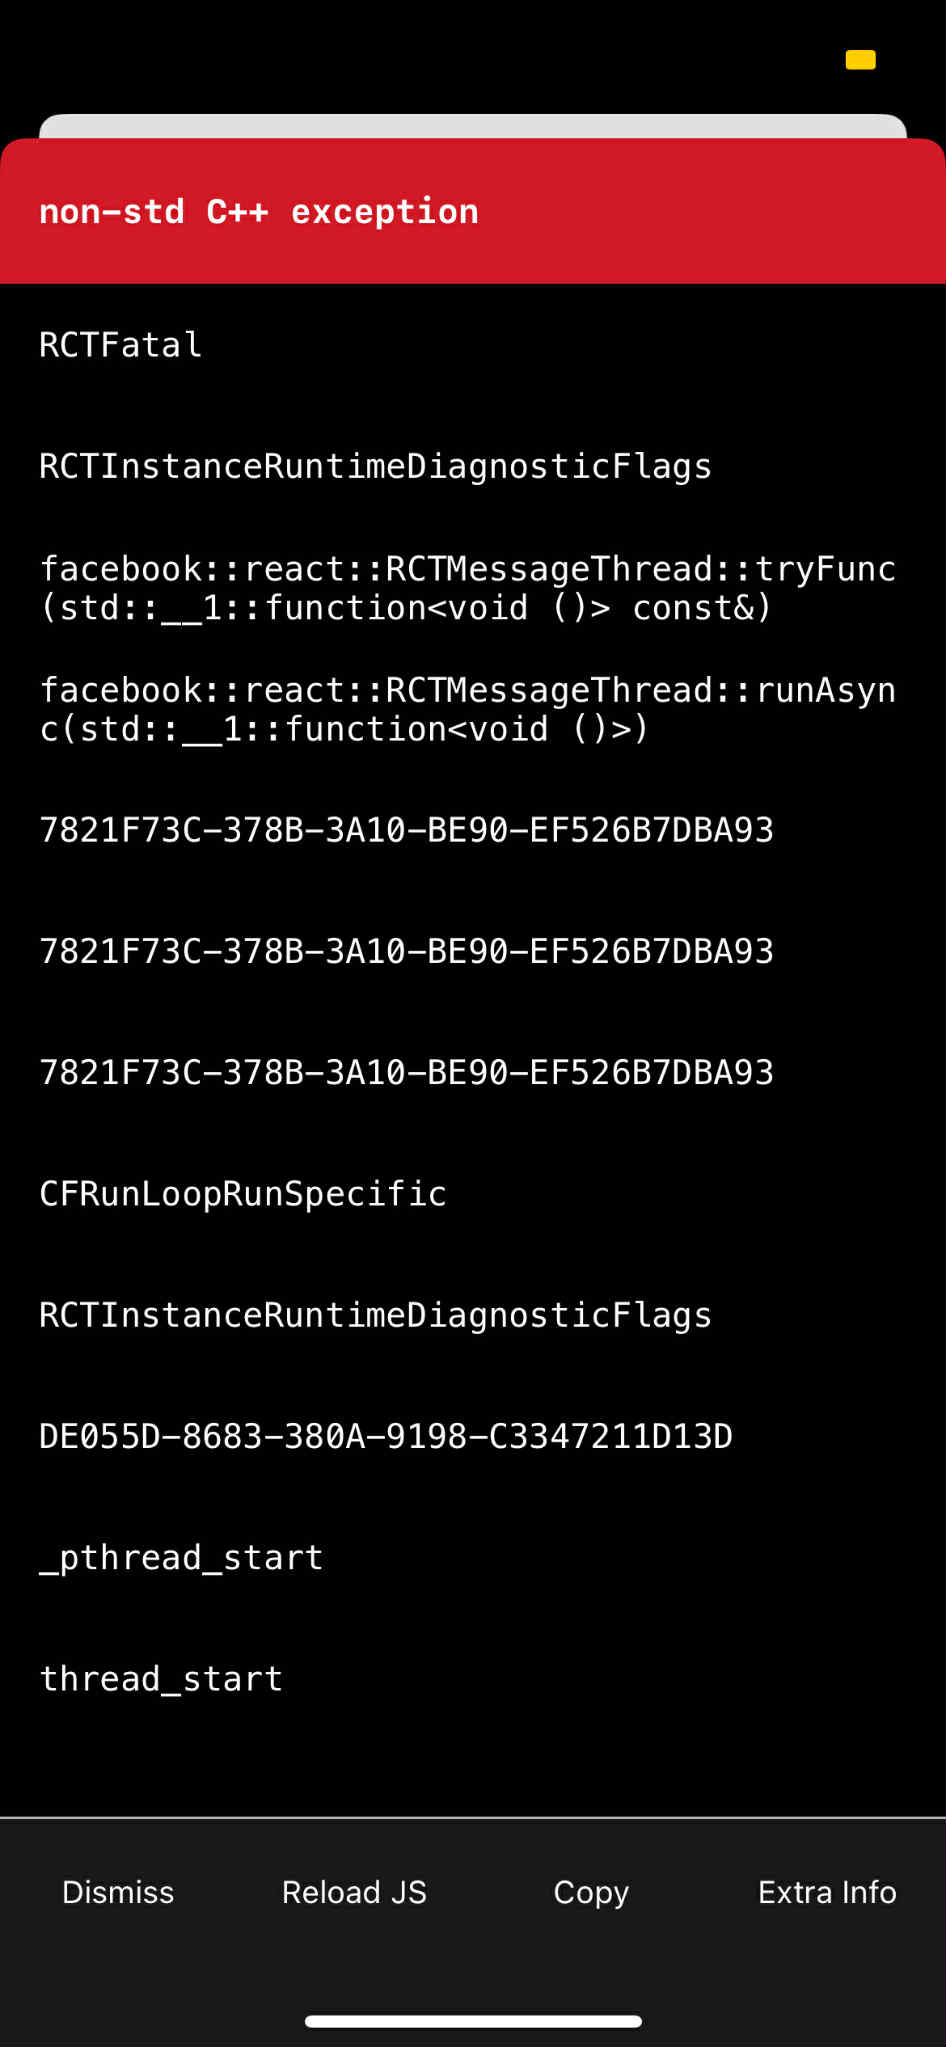 non-std C++ exception
RCTFatal
RCTInstanceRuntimeDiagnosticFlags
facebook::react::RCTMessageThread::tryFunc
(std::__1::function<void ()> const&)
facebook::react::RCTMessageThread::runAsyn
c(std::__1::function<void ()>)
7821F73C-378B-3A10-BE90-EF526B7DBA93
7821F73C-378B-3A10-BE90-EF526B7DBA93
7821F73C-378B-3A10-BE90-EF526B7DBA93
CFRunLoopRunSpecific
RCTInstanceRuntimeDiagnosticFlags
DE055D-8683-380A-9198-C3347211D13D
_pthread_start
thread_start
Dismiss Reload JS Copy Extra Info